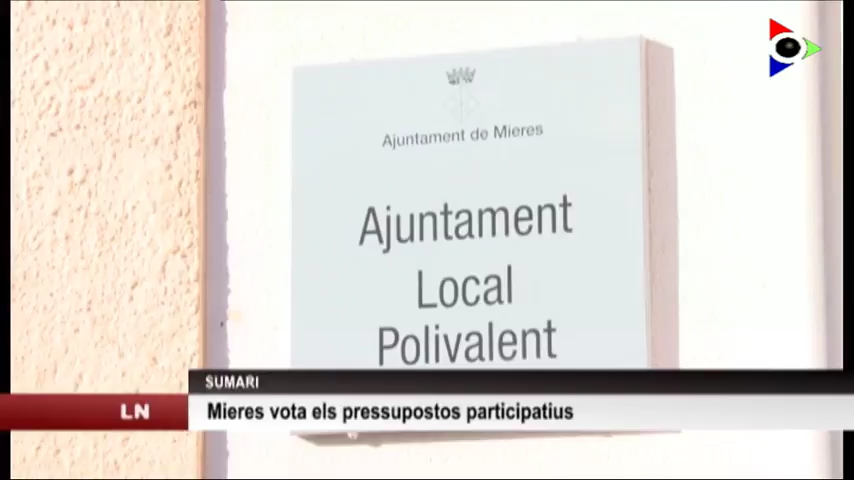 Ajuntament de Mieres
Ajuntament
Local
Polivalent
SUMARI
LN
Mieres vota els pressupostos participatius